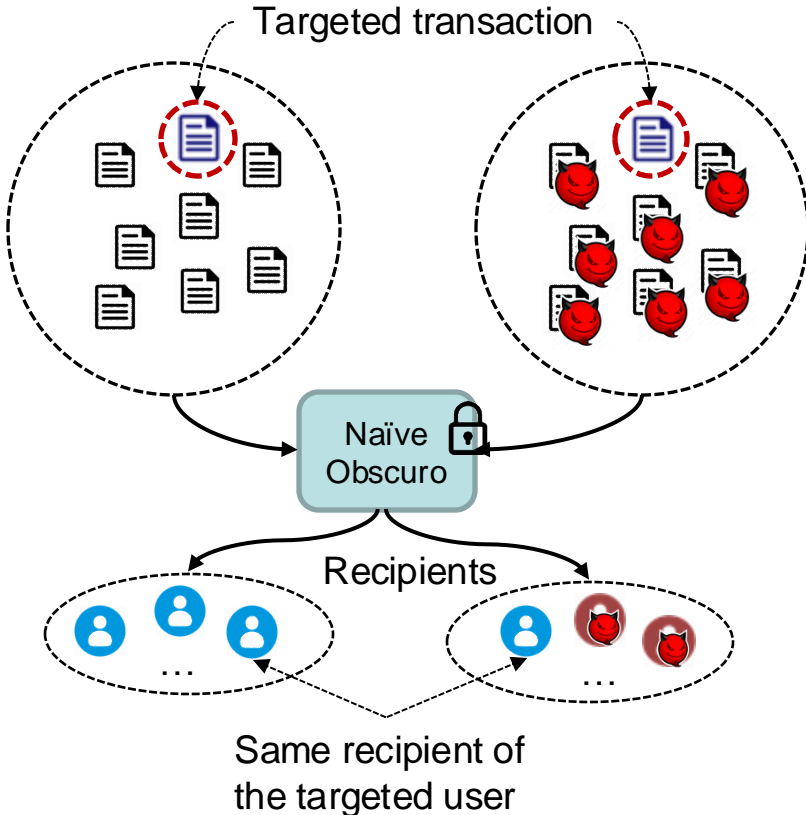 Targeted transaction
Naïve
Obscuro
Recipients
...
...
Same recipient of
the targeted user